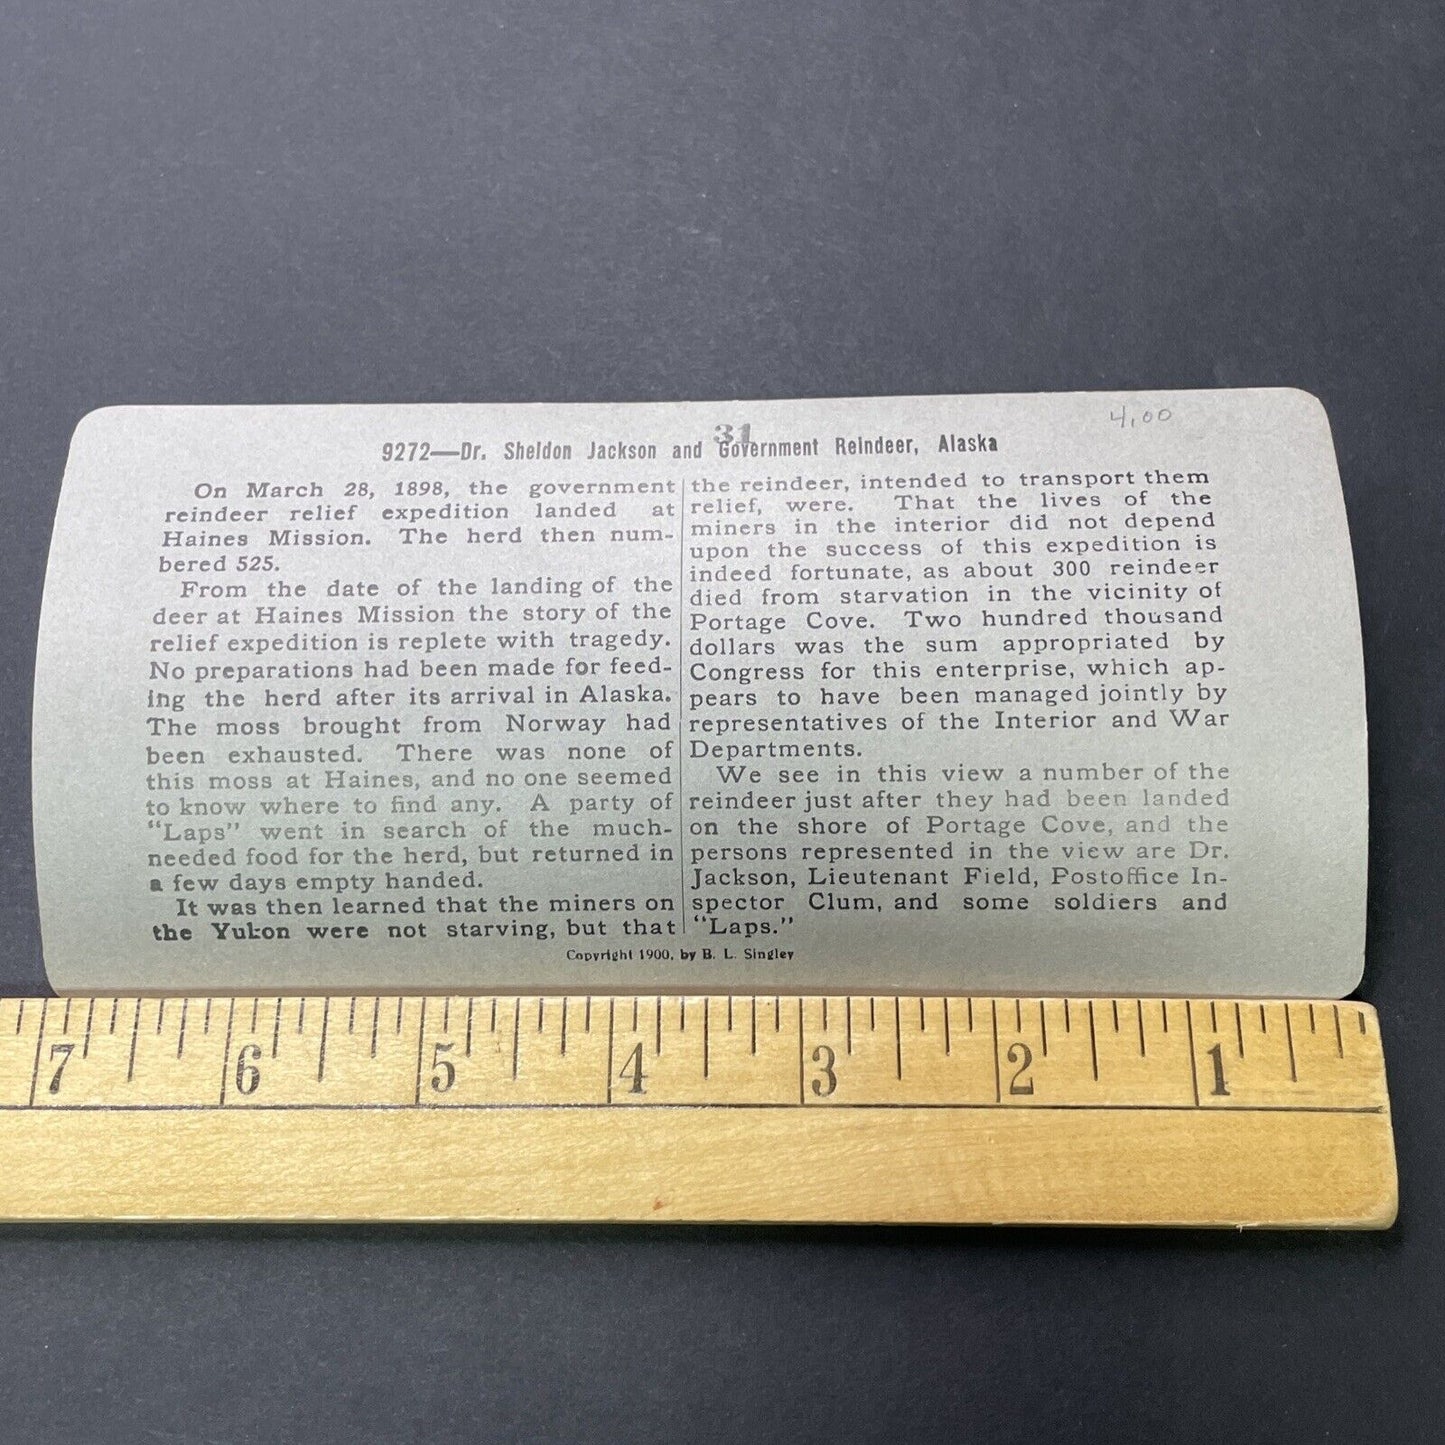 4.00
31
9272—Dr. Sheldon Jackson and Government Reindeer, Alaska
On March 28, 1898, the government
reindeer relief expedition landed at
Haines Mission. The herd then num-
bered 525.
From the date of the landing of the
deer at Haines Mission the story of the
relief expedition is replete with tragedy.
No preparations had been made for feed-
ing the herd after its arrival in Alaska.
The moss brought from Norway had
been exhausted. There was none of
this moss at Haines, and no one seemed
to know where to find any. A party of
“Laps” went in search of the much-
needed food for the herd, but returned in
a few days empty handed.
It was then learned that the miners on
the Yukon were not starving, but that
the reindeer, intended to transport them
relief, were. That the lives of the
miners in the interior did not depend
upon the success of this expedition is
indeed fortunate, as about 300 reindeer
died from starvation in the vicinity of
Portage Cove. Two hundred thousand
dollars was the sum appropriated by
Congress for this enterprise, which ap-
pears to have been managed jointly by
representatives of the Interior and War
Departments.
We see in this view a number of the
reindeer just after they had been landed
on the shore of Portage Cove, and the
persons represented in the view are Dr.
Jackson, Lieutenant Field, Postoffice In-
spector Clum, and some soldiers and
“Laps.”
Copyright 1900, by B. L. Singley
7 6 5 4 3 2 1